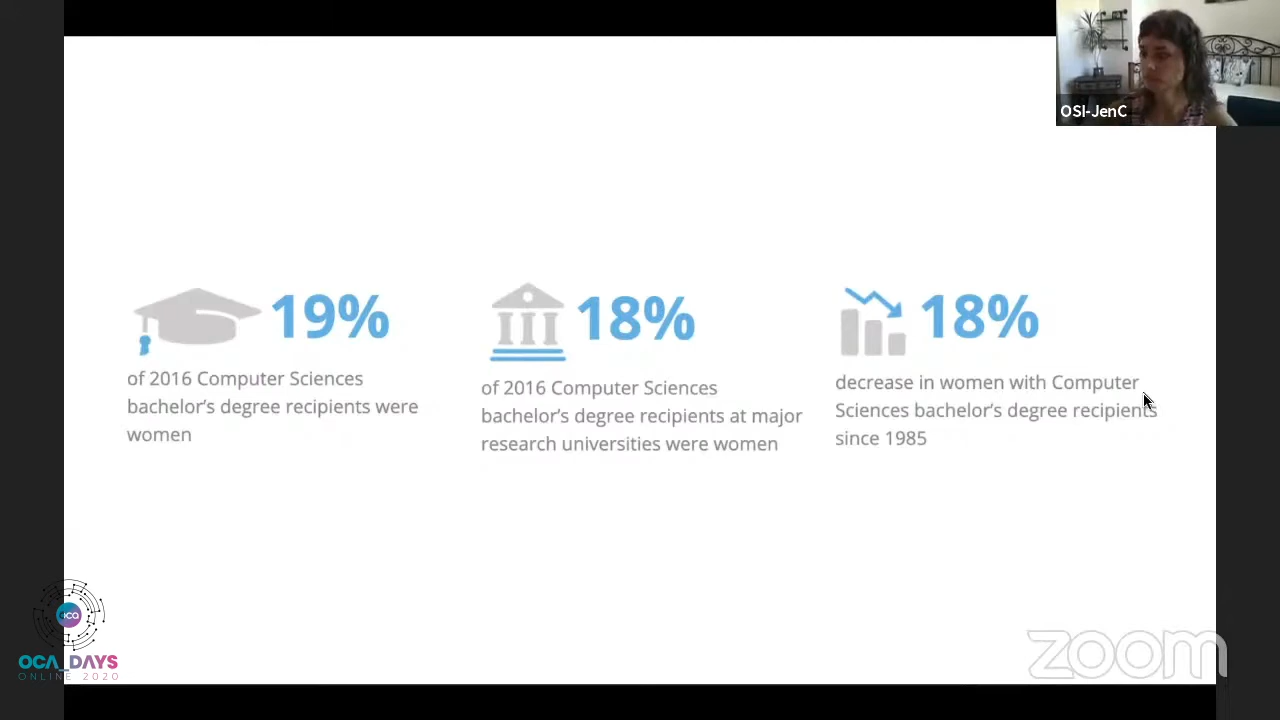 OSI-JenC
19%
of 2016 Computer Sciences
bachelor's degree recipients were
women
18%
of 2016 Computer Sciences
bachelor's degree recipients at major
research universities were women
18%
decrease in women with Computer
Sciences bachelor's degree recipients
since 1985
oca
OCA_DAYS
ONLINE 2020
zoom